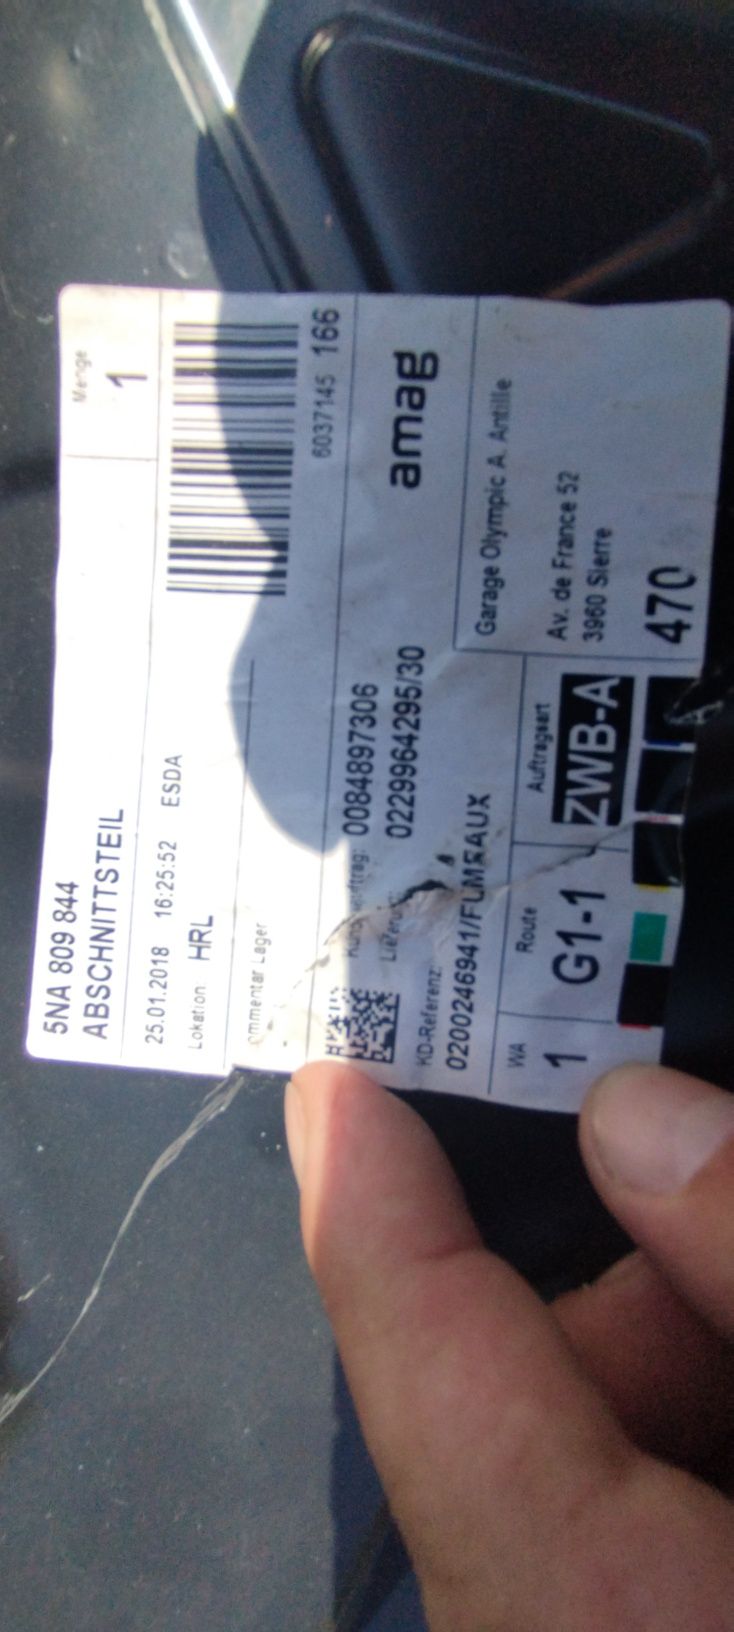 5NA 809 844
Menge
ABSCHNITTSTEIL
1
25.01.2018 16:25:52 ESDA
Lokation: HRL
ommentar Lager
6037145 166
0084897306
Lieferung: 0229964295/30
amag
KD-Referenz:
0200246941/FUMEAUX
Garage Olympic A. Antille
Av. de France 52
3960 Sierre
470
WA
1
Route
G1-1
Auftragsart
ZWB-A